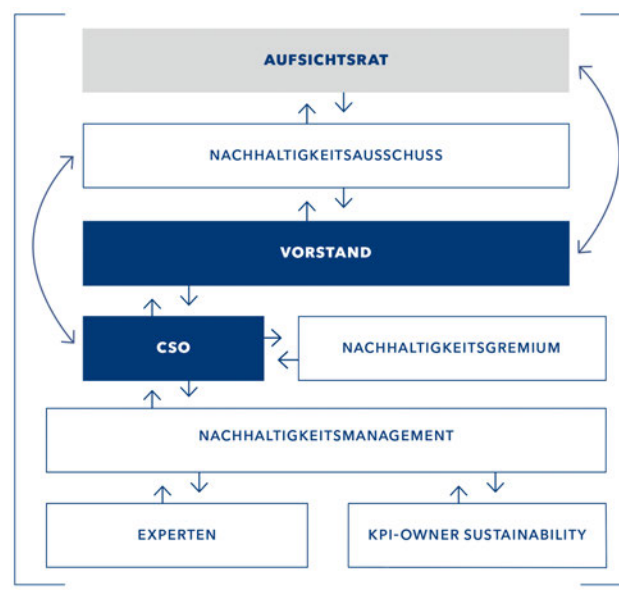 AUFSICHTSRAT
NACHHALTIGKEITSAUSSCHUSS
VORSTAND
CSO
NACHHALTIGKEITSGREMIUM
NACHHALTIGKEITSMANAGEMENT
EXPERTEN
KPI-OWNER SUSTAINABILITY